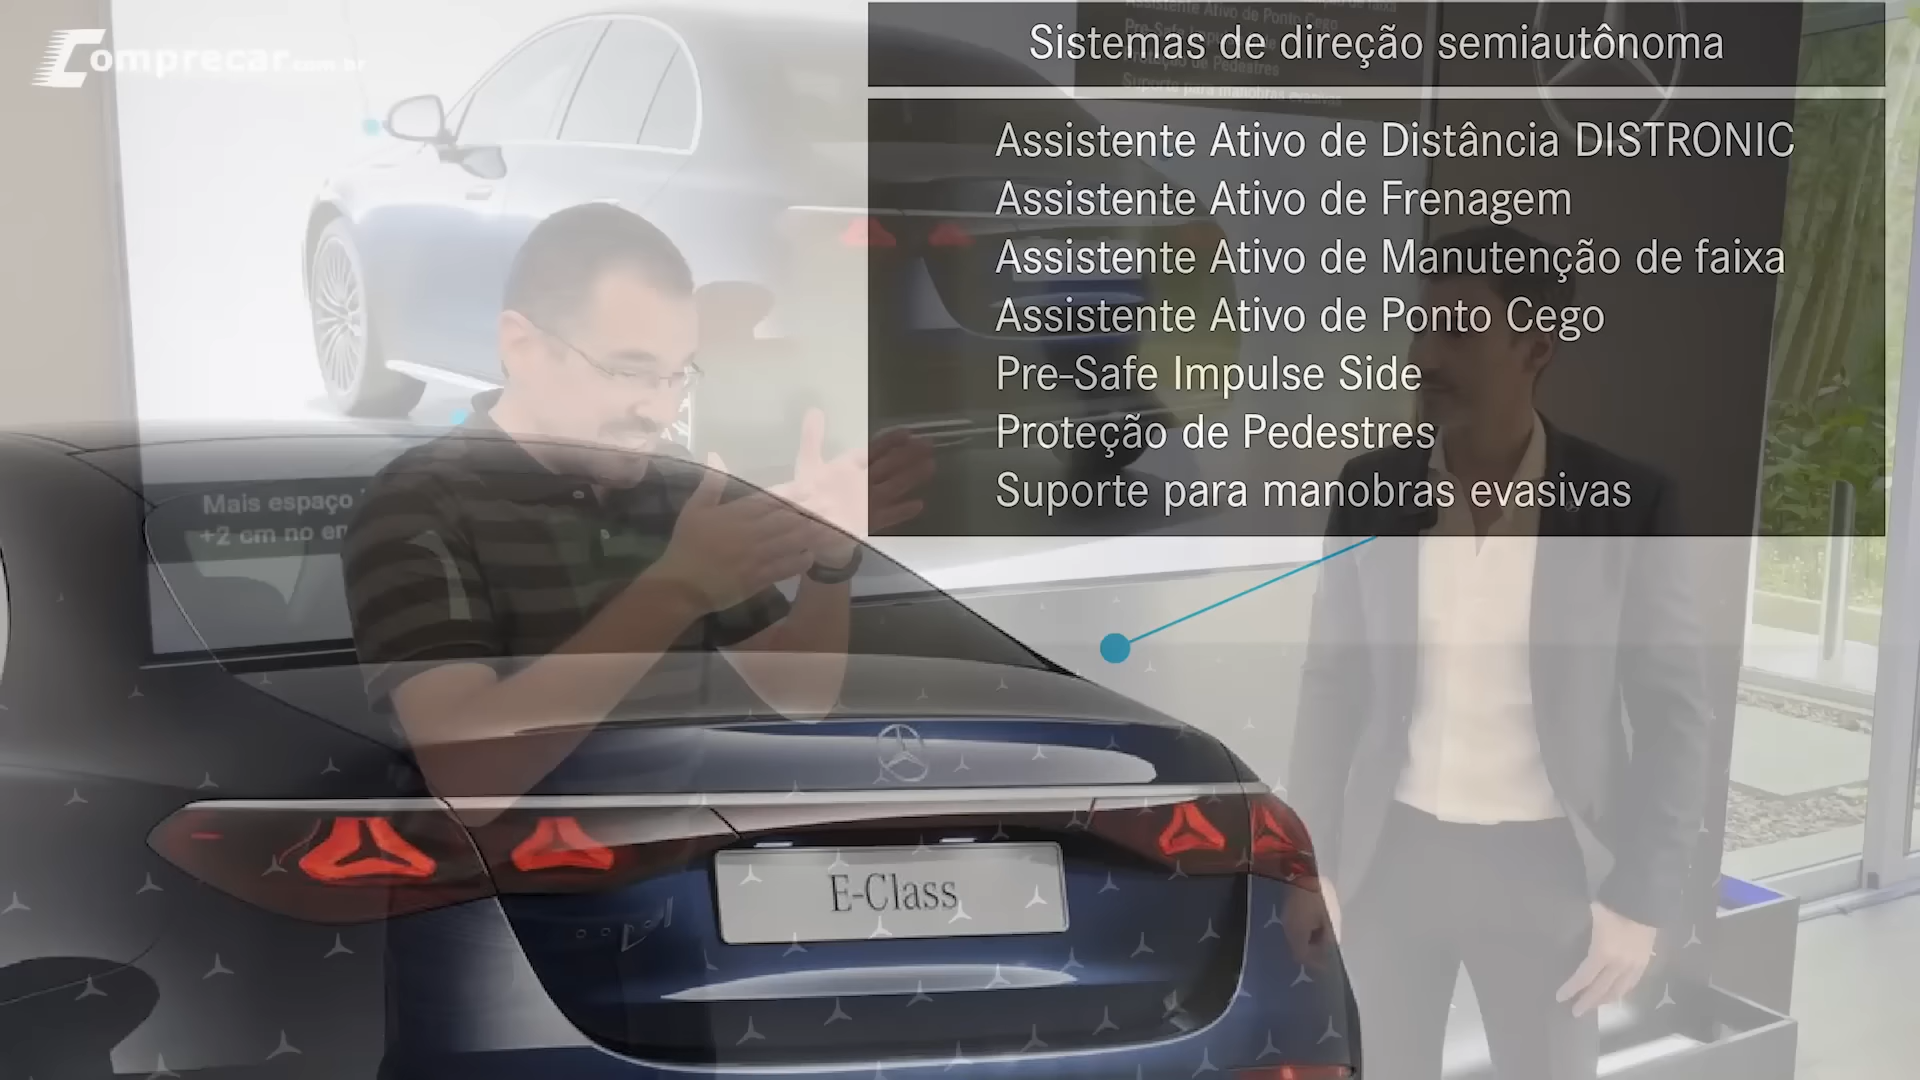 Comprecar.com.br
Sistemas de direção semiautônoma
Assistente Ativo de Distância DISTRONIC
Assistente Ativo de Frenagem
Assistente Ativo de Manutenção de faixa
Assistente Ativo de Ponto Cego
Pre-Safe Impulse Side
Proteção de Pedestres
Suporte para manobras evasivas
Mais espaço
+2 cm no
E-Class